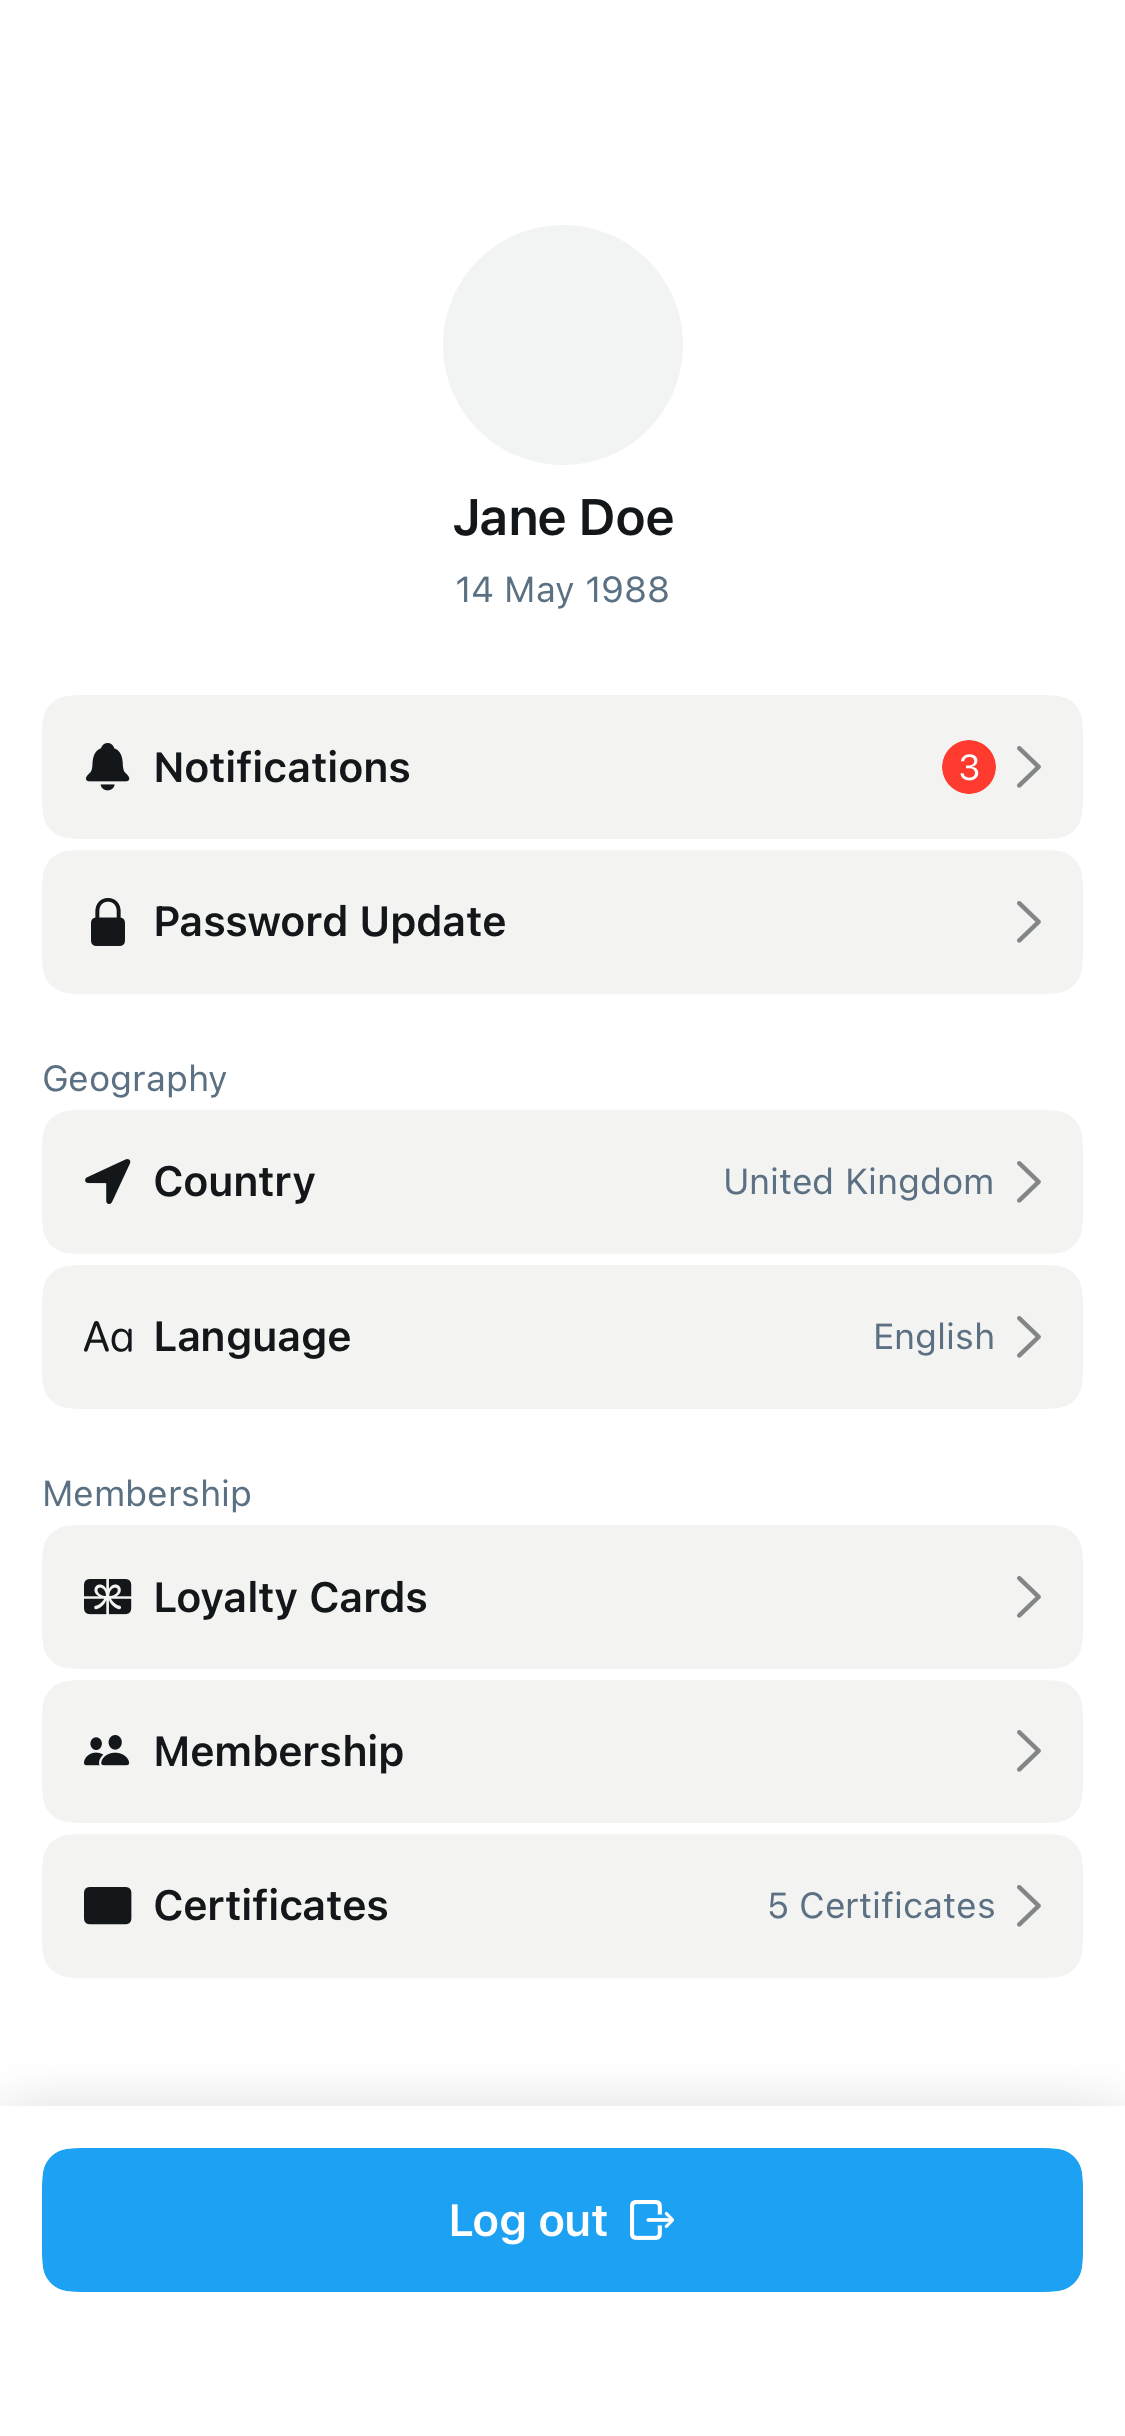 Jane Doe
14 May 1988
Notifications 3
Password Update
Geography
Country United Kingdom
Aa Language English
Membership
Loyalty Cards
Membership
Certificates 5 Certificates
Log out